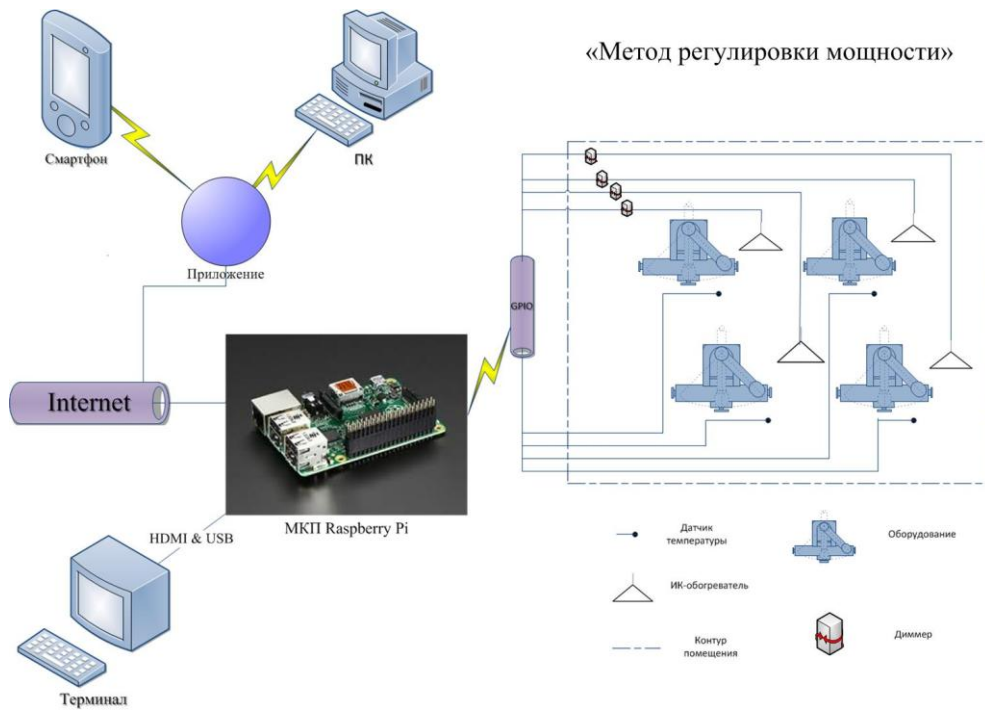 «Метод регулировки мощности»
Смартфон
ПК
Приложение
GPIO
Internet
МКП Raspberry Pi
HDMI & USB
Терминал
Датчик
температуры
Оборудование
ИК-обогреватель
Диммер
Контур
помещения